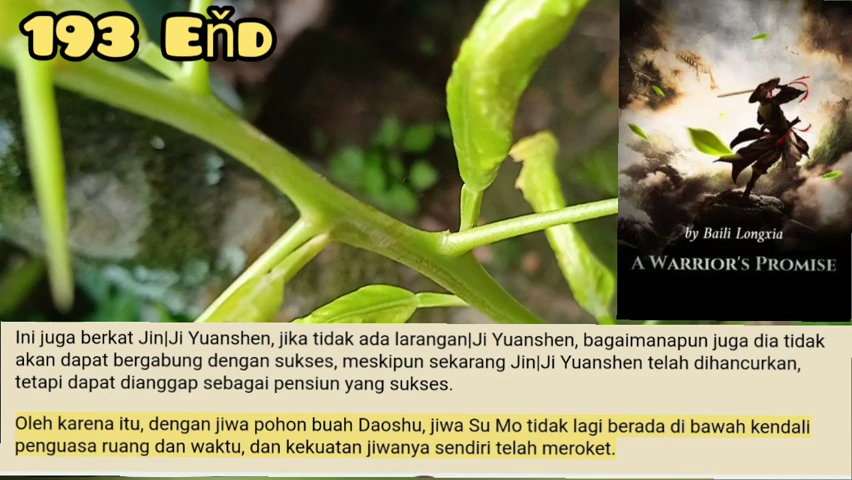 193 Eňd
by Baili Longxia
A Warrior's Promise
Ini juga berkat Jin|Ji Yuanshen, jika tidak ada larangan|Ji Yuanshen, bagaimanapun juga dia tidak
akan dapat bergabung dengan sukses, meskipun sekarang Jin|Ji Yuanshen telah dihancurkan,
tetapi dapat dianggap sebagai pensiun yang sukses.
Oleh karena itu, dengan jiwa pohon buah Daoshu, jiwa Su Mo tidak lagi berada di bawah kendali
penguasa ruang dan waktu, dan kekuatan jiwanya sendiri telah meroket.